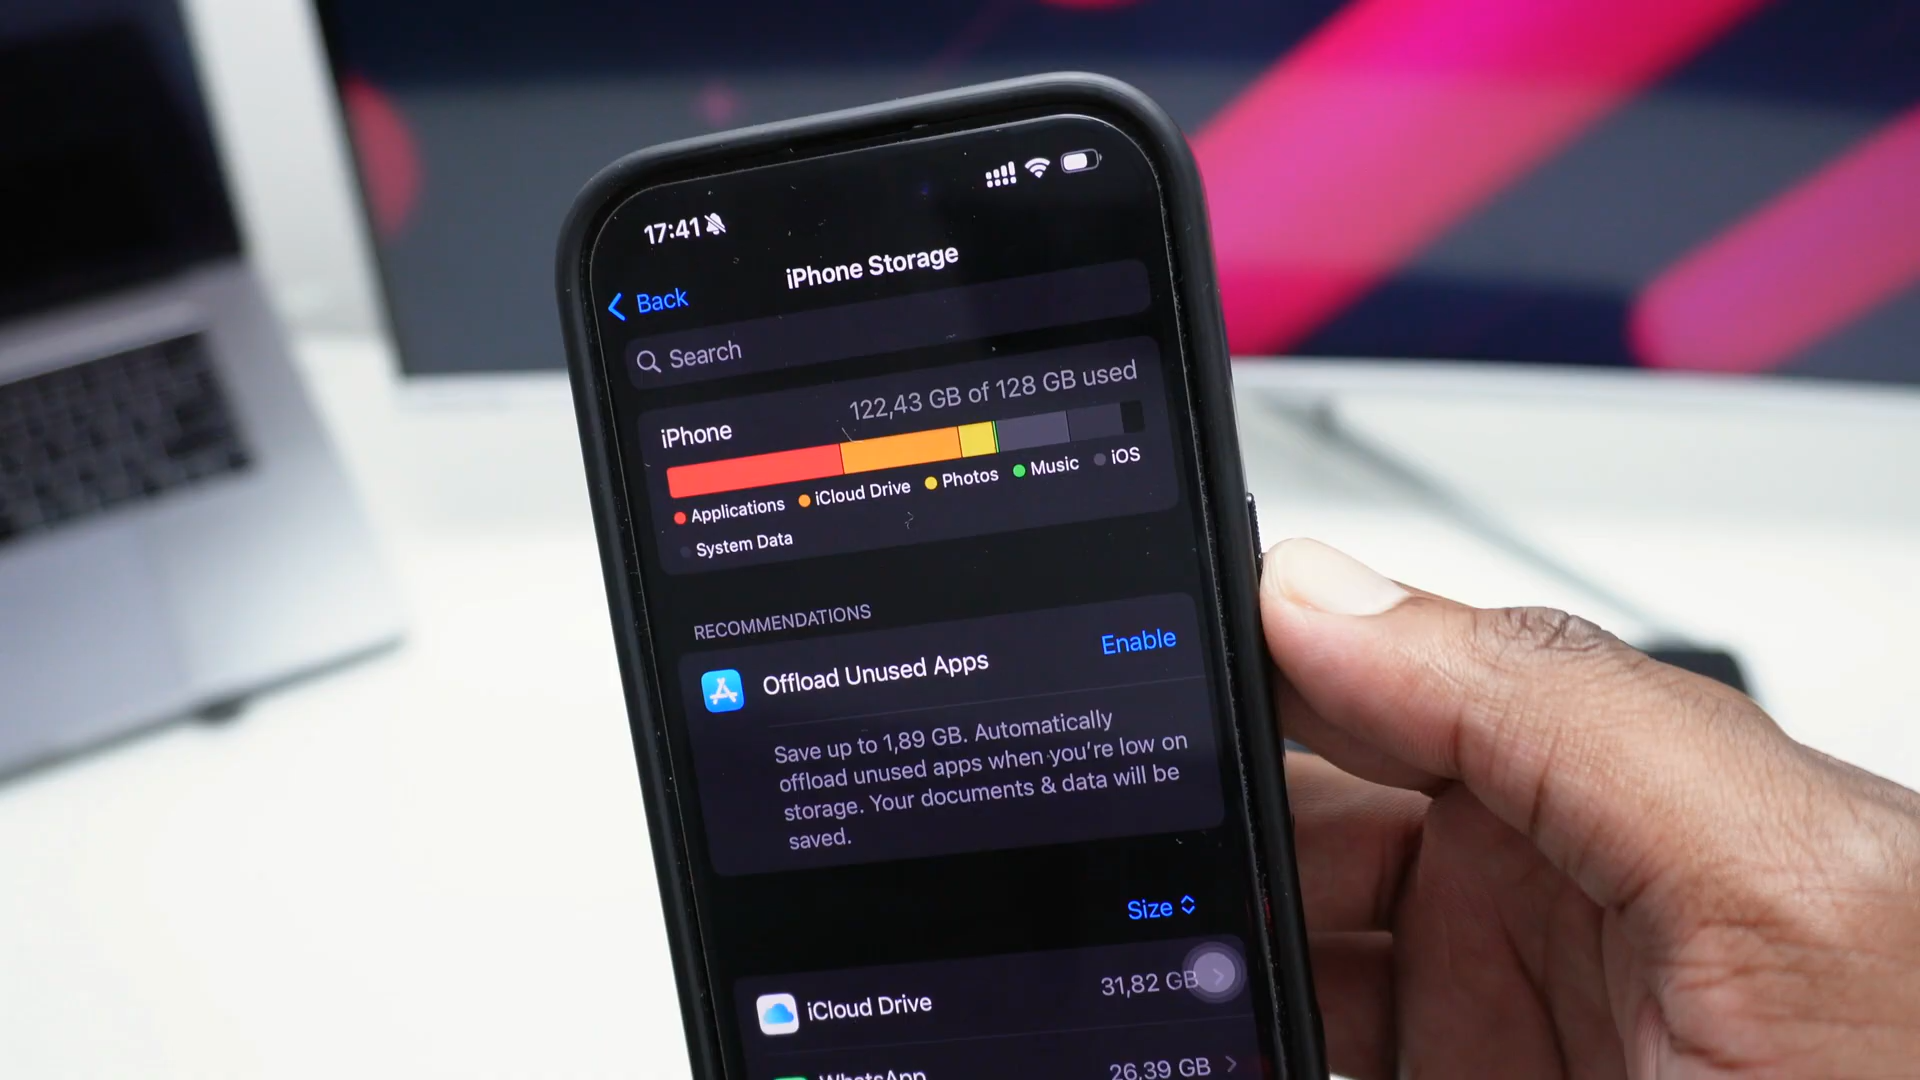 17:41
Back
iPhone Storage
Search
iPhone
122,43 GB of 128 GB used
Applications
iCloud Drive
Photos
Music
iOS
System Data
RECOMMENDATIONS
Offload Unused Apps
Enable
Save up to 1,89 GB. Automatically
offload unused apps when you're low on
storage. Your documents & data will be
saved.
Size
iCloud Drive
31,82 GB
WhatsApp
26,39 GB